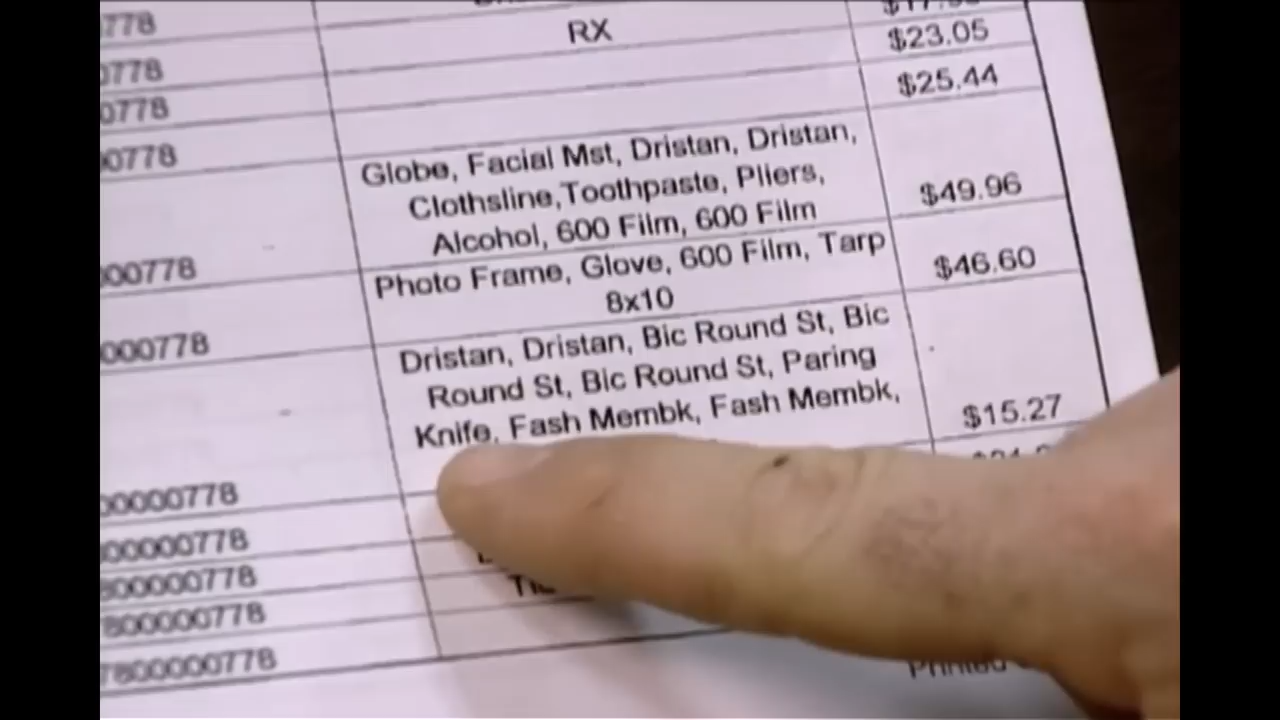 778
0778
0778
00778
000778
000778
00000778
800000778
800000778
7800000778
7800000778
RX
$23.05
$25.44
Globe, Facial Mst, Dristan, Dristan,
Clothsline,Toothpaste, Pliers,
Alcohol, 600 Film, 600 Film
$49.96
Photo Frame, Glove, 600 Film, Tarp
8x10
$46.60
Dristan, Dristan, Bic Round St, Bic
Round St, Bic Round St, Paring
Knife, Fash Membk, Fash Membk,
$15.27
Printed